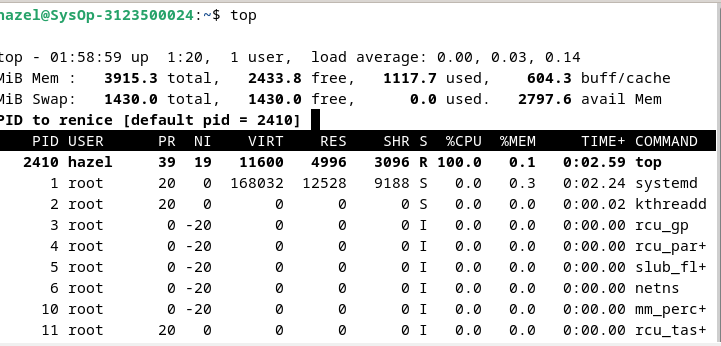 hazel@SysOp-3123500024:~$ top
top - 01:58:59 up  1:20,  1 user,  load average: 0.00, 0.03, 0.14
MiB Mem :   3915.3 total,   2433.8 free,   1117.7 used,    604.3 buff/cache
MiB Swap:   1430.0 total,   1430.0 free,      0.0 used.   2797.6 avail Mem
PID to renice [default pid = 2410]
PID USER      PR  NI    VIRT    RES    SHR S  %CPU  %MEM     TIME+ COMMAND
2410 hazel     39  19   11600   4996   3096 R 100.0   0.1   0:02.59 top
1 root      20   0  168032  12528   9188 S   0.0   0.3   0:02.24 systemd
2 root      20   0       0      0      0 S   0.0   0.0   0:00.02 kthreadd
3 root       0 -20       0      0      0 I   0.0   0.0   0:00.00 rcu_gp
4 root       0 -20       0      0      0 I   0.0   0.0   0:00.00 rcu_par+
5 root       0 -20       0      0      0 I   0.0   0.0   0:00.00 slub_fl+
6 root       0 -20       0      0      0 I   0.0   0.0   0:00.00 netns
10 root       0 -20       0      0      0 I   0.0   0.0   0:00.00 mm_perc+
11 root      20   0       0      0      0 I   0.0   0.0   0:00.00 rcu_tas+